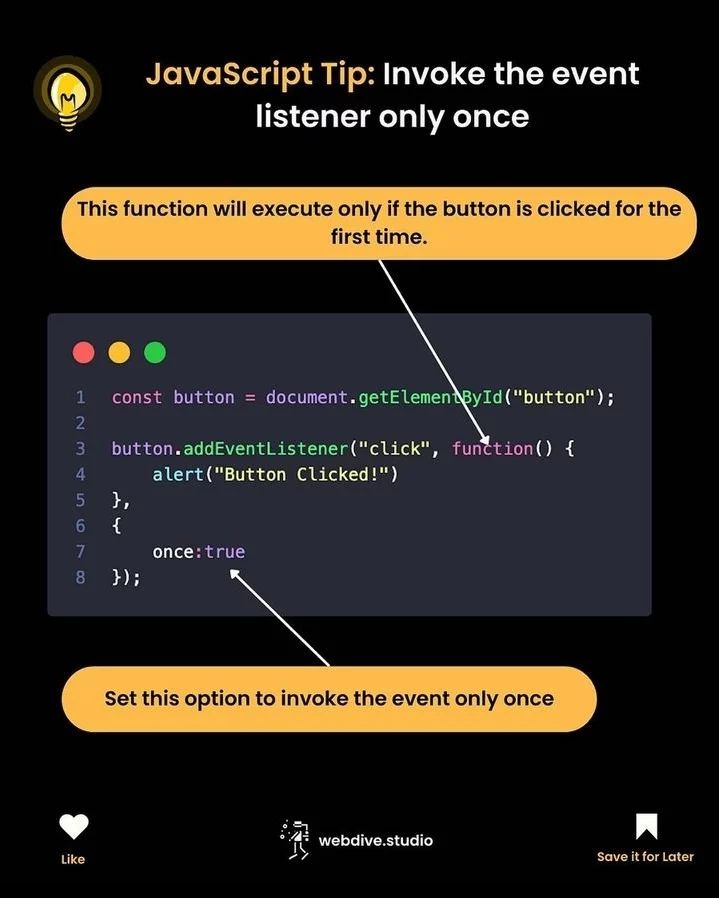 JavaScript Tip: Invoke the event
listener only once
This function will execute only if the button is clicked for the
first time.
1 const button = document.getElementById("button");
2
3 button.addEventListener("click", function() {
4     alert("Button Clicked!")
5 },
6 {
7     once:true
8 });
Set this option to invoke the event only once
Like
webdive.studio
Save it for Later